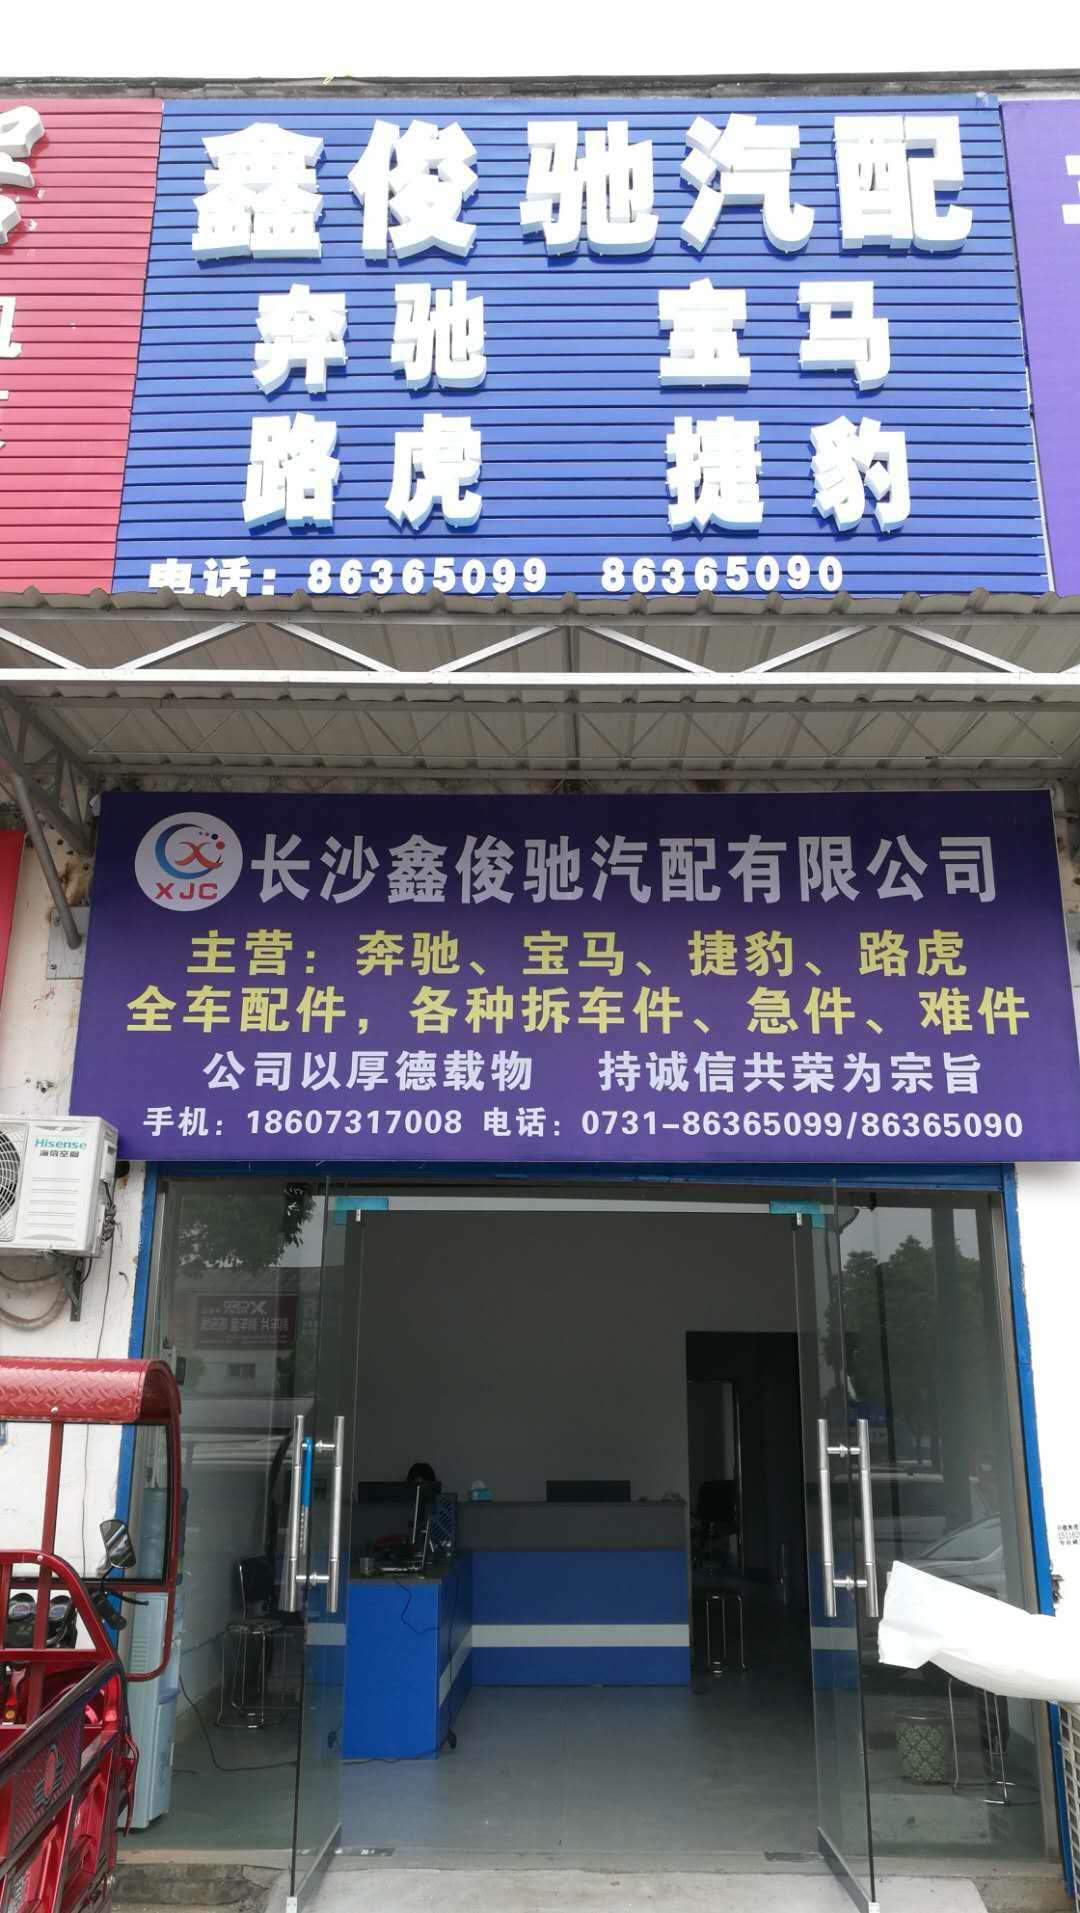 鑫俊驰汽配
奔驰 宝马
路虎 捷豹
电话：86365099 86365090
XJC
长沙鑫俊驰汽配有限公司
主营：奔驰、宝马、捷豹、路虎
全车配件，各种拆车件、急件、难件
公司以厚德载物 持诚信共荣为宗旨
手机：18607317008 电话：0731-86365099/86365090
Hisense
海信空调